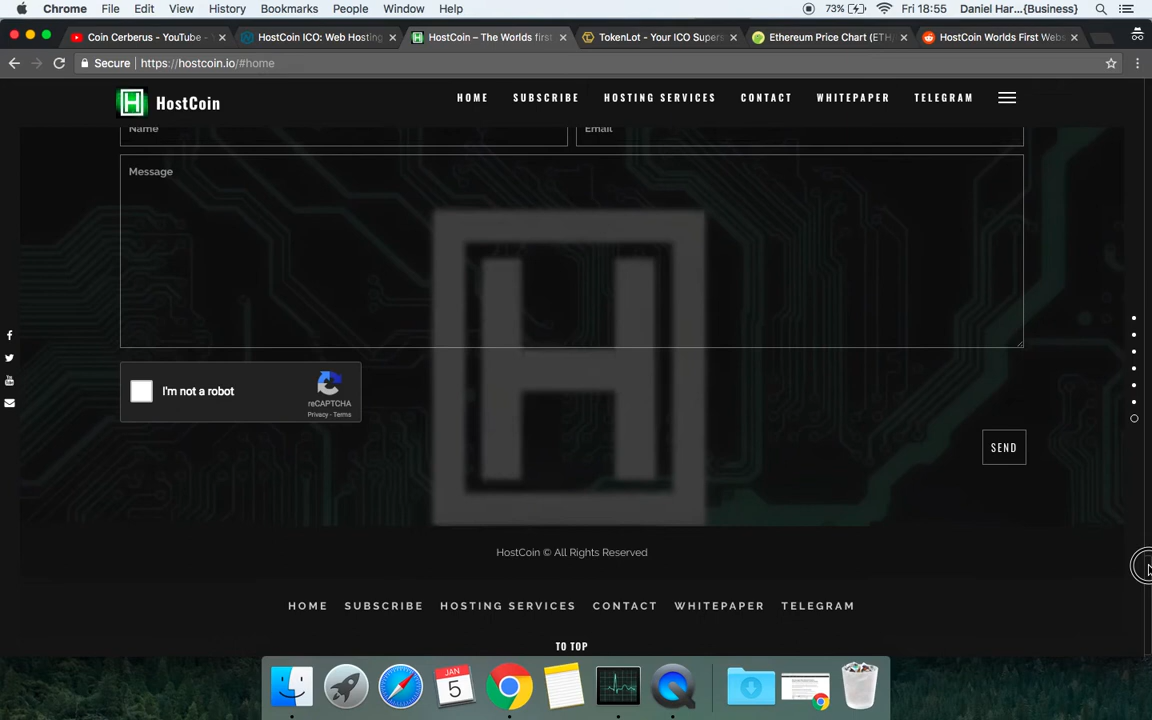 Chrome File Edit View History Bookmarks People Window Help 73% Fri 18:55 Daniel Har...{Business}
Coin Cerberus - YouTube - HostCoin ICO: Web Hosting HostCoin – The Worlds first TokenLot - Your ICO Supers Ethereum Price Chart (ETH HostCoin Worlds First Webs
Secure https://hostcoin.io/#home
H HostCoin HOME SUBSCRIBE HOSTING SERVICES CONTACT WHITEPAPER TELEGRAM
Name Email
Message
H
I'm not a robot
reCAPTCHA
Privacy - Terms
SEND
HostCoin © All Rights Reserved
HOME SUBSCRIBE HOSTING SERVICES CONTACT WHITEPAPER TELEGRAM
TO TOP
JAN
5